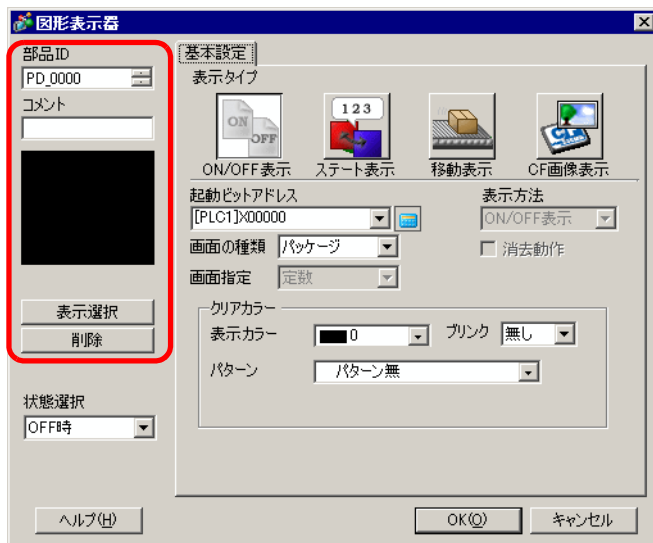 図形表示器
部品ID
PD_0000
コメント
表示選択
削除
状態選択
OFF時
基本設定
表示タイプ
ON
OFF
123
ON/OFF表示 ステート表示 移動表示 CF画像表示
起動ビットアドレス
[PLC1]X00000
表示方法
ON/OFF表示
画面の種類 パッケージ
消去動作
画面指定 定数
クリアカラー
表示カラー 0 ブリンク 無し
パターン パターン無
ヘルプ(H)
OK(O)
キャンセル